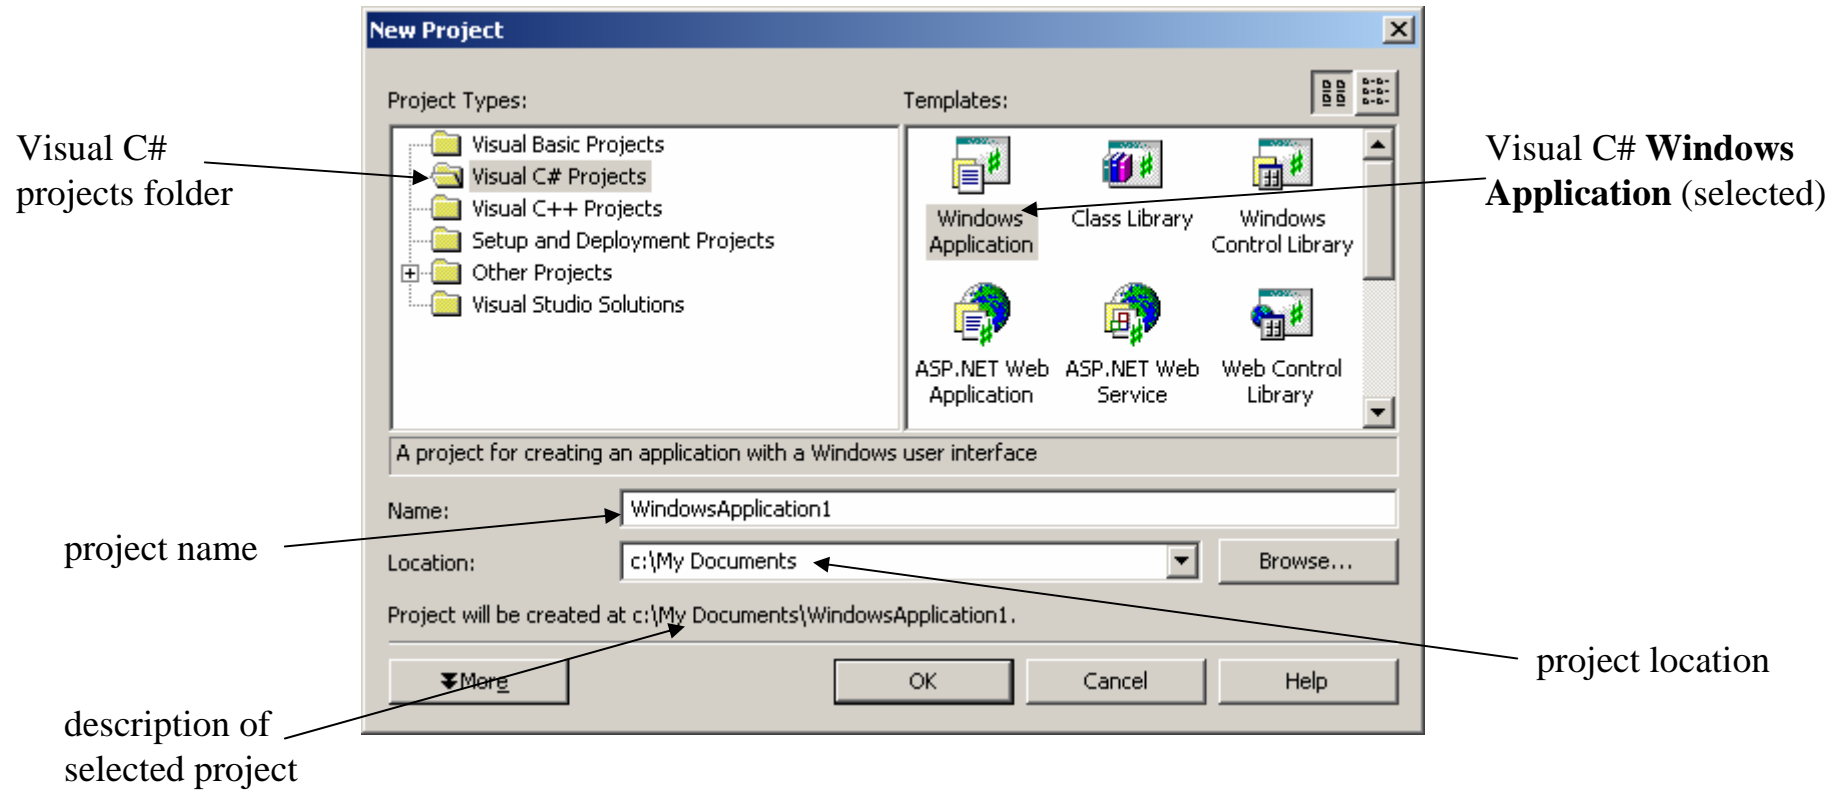 New Project
Project Types:
Templates:
Visual C#
projects folder
Visual Basic Projects
Visual C# Projects
Visual C++ Projects
Setup and Deployment Projects
Other Projects
Visual Studio Solutions
Windows
Application
Class Library
Windows
Control Library
ASP.NET Web
Application
ASP.NET Web
Service
Web Control
Library
Visual C# Windows
Application (selected)
A project for creating an application with a Windows user interface
Name:
WindowsApplication1
project name
Location:
c:\My Documents
Browse...
Project will be created at c:\My Documents\WindowsApplication1.
project location
More
OK
Cancel
Help
description of
selected project